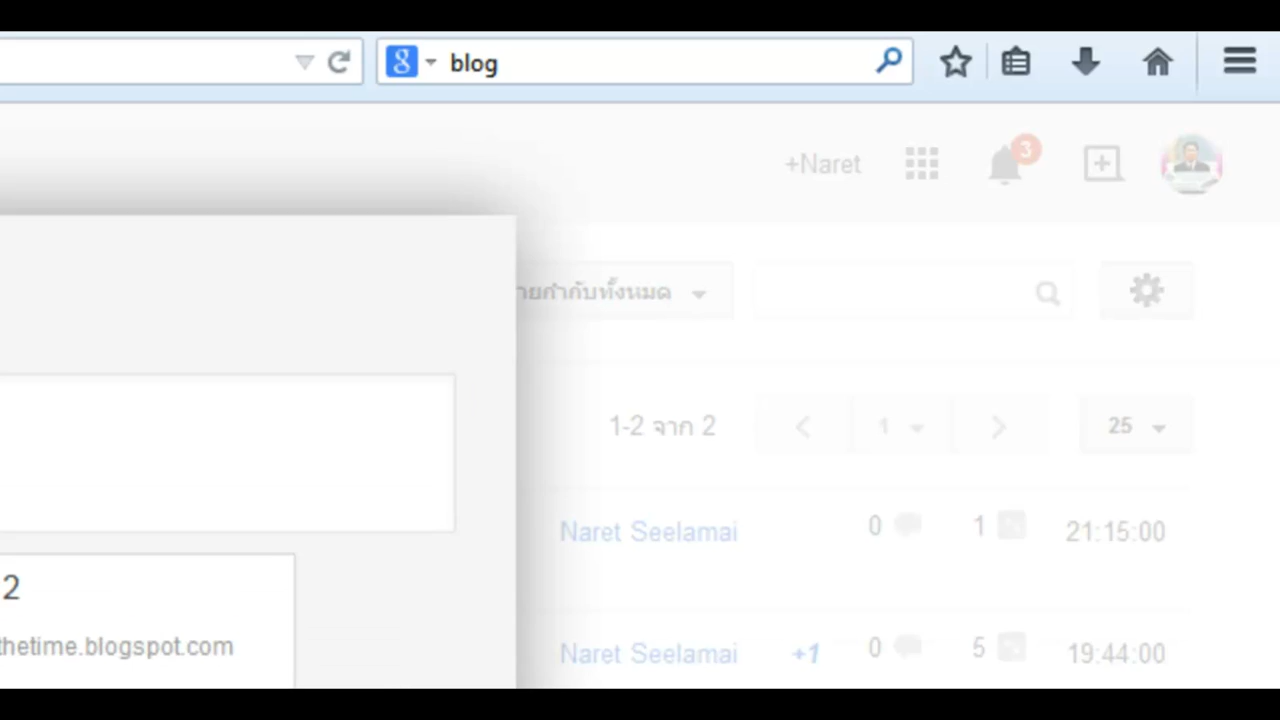 blog
+Naret
3
ายกำกับทั้งหมด
1-2 จาก 2
1
25
Naret Seelamai
0
1
21:15:00
2
thetime.blogspot.com
Naret Seelamai
+1
0
5
19:44:00